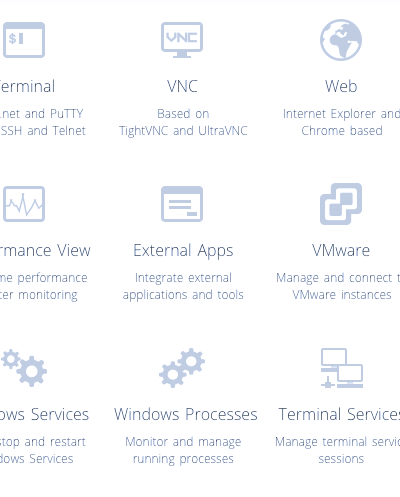 $
VNC
erminal VNC Web
.net and PuTTY Based on Internet Explorer and
SSH and Telnet TightVNC and UltraVNC Chrome based
rmance View External Apps VMware
me performance Integrate external Manage and connect t
ter monitoring applications and tools VMware instances
ows Services Windows Processes Terminal Services
stop and restart Monitor and manage Manage terminal servic
dows Services running processes sessions